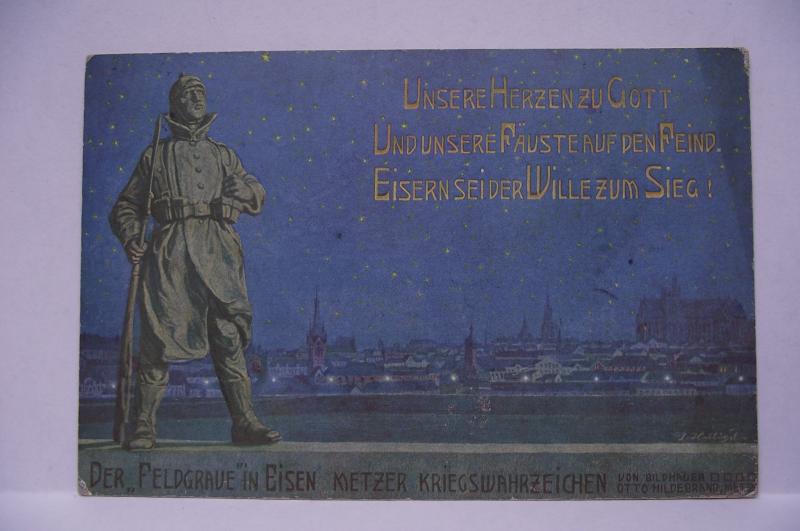 UNSERE HERZEN ZU GOTT
UND UNSERE FÄUSTE AUF DEN FEIND.
EISERN SEI DER WILLE ZUM SIEG!
DER „FELDGRAUE“ IN EISEN METZER KRIEGSWAHRZEICHEN
VON BILDHAUER
OTTO HILDEBRAND, METZ